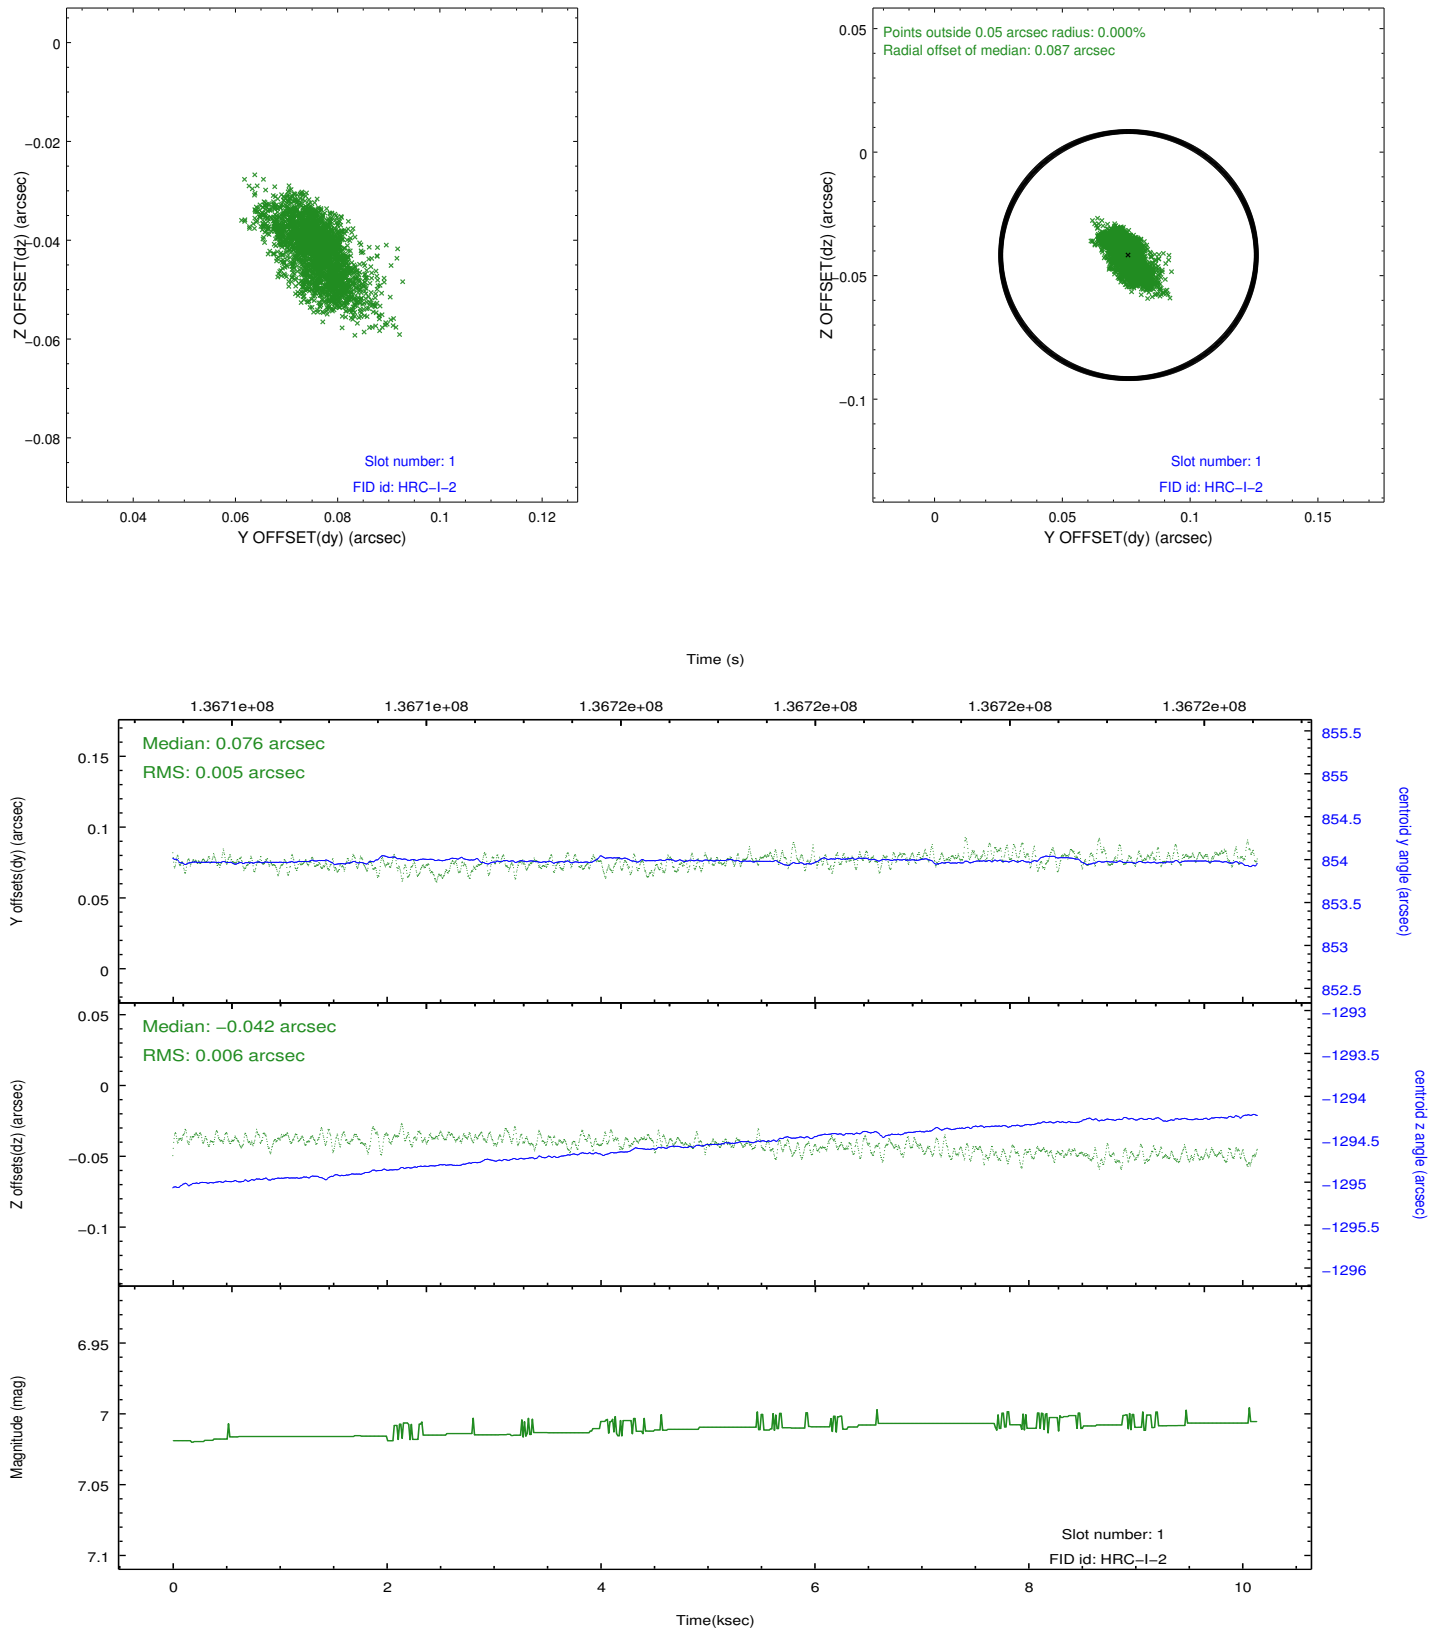 0
−0.02
−0.04
−0.06
−0.08
Z OFFSET(dz) (arcsec)
Slot number: 1
FID id: HRC−I−2
0.04
0.06
0.08
0.1
0.12
Y OFFSET(dy) (arcsec)
Points outside 0.05 arcsec radius: 0.000%
Radial offset of median: 0.087 arcsec
0.05
0
−0.05
−0.1
Z OFFSET(dz) (arcsec)
Slot number: 1
FID id: HRC−I−2
0
0.05
0.1
0.15
Y OFFSET(dy) (arcsec)
Time (s)
1.3671e+08
1.3671e+08
1.3672e+08
1.3672e+08
1.3672e+08
1.3672e+08
Median: 0.076 arcsec
RMS: 0.005 arcsec
0.15
0.1
0.05
0
Y offsets(dy) (arcsec)
855.5
855
854.5
854
853.5
853
852.5
centroid y angle (arcsec)
Median: −0.042 arcsec
RMS: 0.006 arcsec
0.05
0
−0.05
−0.1
Z offsets(dz) (arcsec)
−1293
−1293.5
−1294
−1294.5
−1295
−1295.5
−1296
centroid z angle (arcsec)
6.95
7
7.05
7.1
Magnitude (mag)
Slot number: 1
FID id: HRC−I−2
0
2
4
6
8
10
Time(ksec)